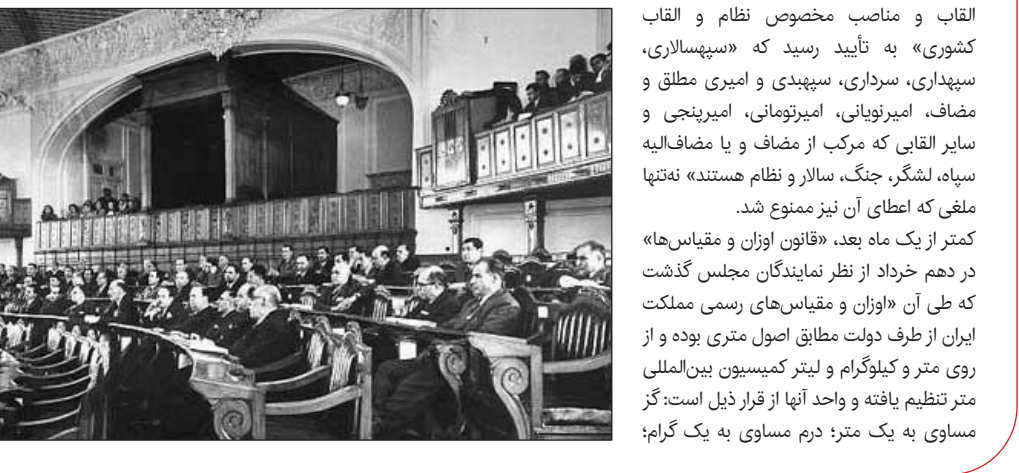 القاب و مناصب مخصوص نظام و القاب
کشوری» به تأیید رسید که «سپهسالاری،
سپهداری، سرداری، سپهبدی و امیری مطلق و
مضاف، امیرنویانی، امیرتومانی، امیرپنجی و
سایر القابی که مرکب از مضاف و یا مضاف‌الیه
سپاه، لشگر، جنگ، سالار و نظام هستند» نه‌تنها
ملغی که اعطای آن نیز ممنوع شد.
کمتر از یک ماه بعد، «قانون اوزان و مقیاس‌ها»
در دهم خرداد از نظر نمایندگان مجلس گذشت
که طی آن «اوزان و مقیاس‌های رسمی مملکت
ایران از طرف دولت مطابق اصول متری بوده و از
روی متر و کیلوگرام و لیتر کمیسیون بین‌المللی
متر تنظیم یافته و واحد آنها از قرار ذیل است: گز
مساوی به یک متر؛ درم مساوی به یک گرام؛